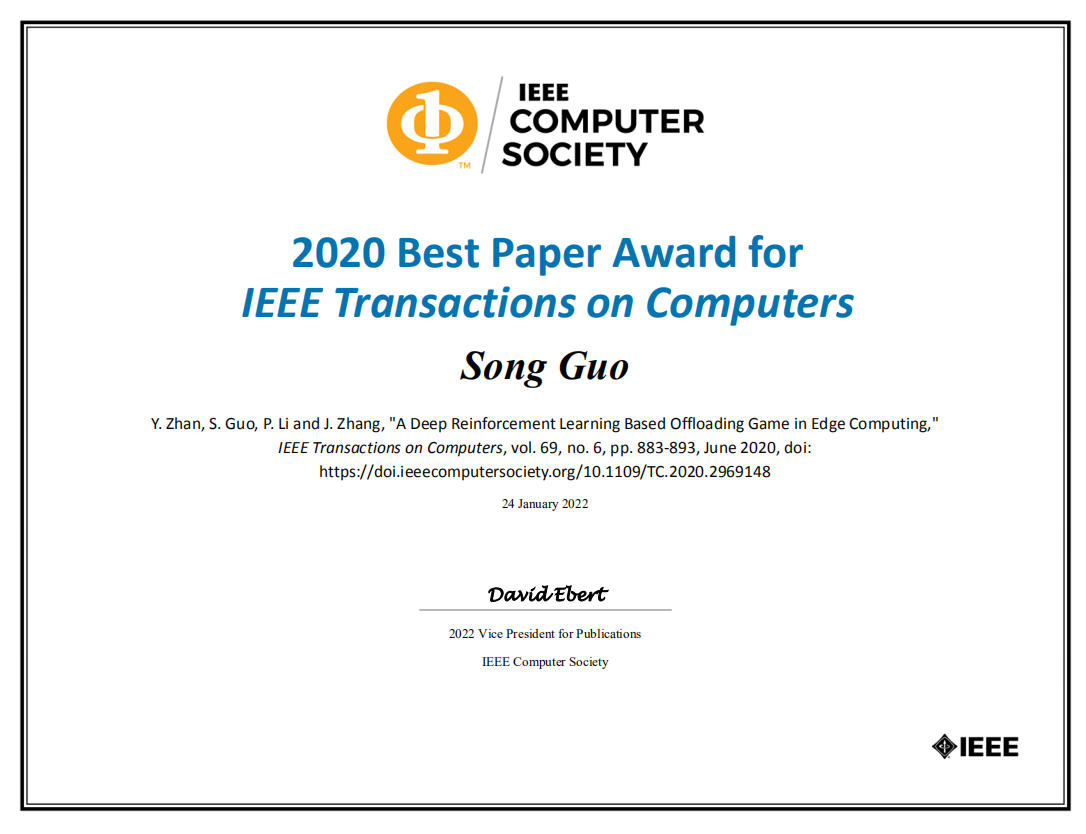 IEEE
COMPUTER
SOCIETY
TM
2020 Best Paper Award for
IEEE Transactions on Computers
Song Guo
Y. Zhan, S. Guo, P. Li and J. Zhang, "A Deep Reinforcement Learning Based Offloading Game in Edge Computing,"
IEEE Transactions on Computers, vol. 69, no. 6, pp. 883-893, June 2020, doi:
https://doi.ieeecomputersociety.org/10.1109/TC.2020.2969148
24 January 2022
David Ebert
2022 Vice President for Publications
IEEE Computer Society
IEEE